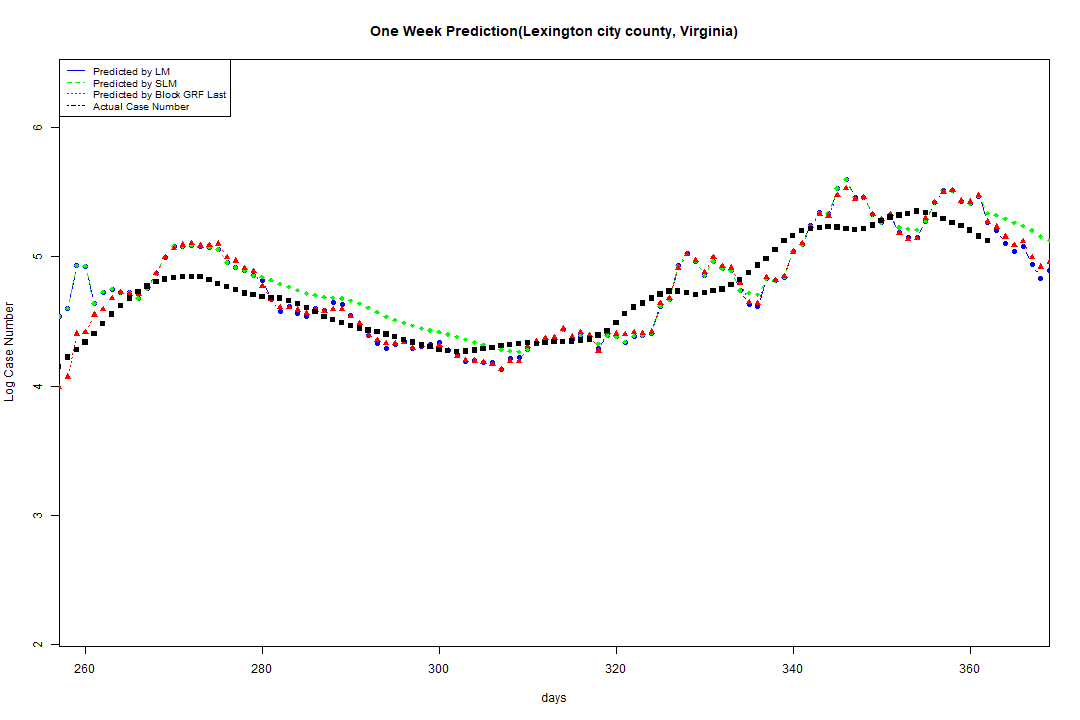 One Week Prediction(Lexington city county, Virginia)
Predicted by LM
Predicted by SLM
Predicted by Block GRF Last
Actual Case Number
6
5
4
3
2
Log Case Number
260 280 300 320 340 360
days